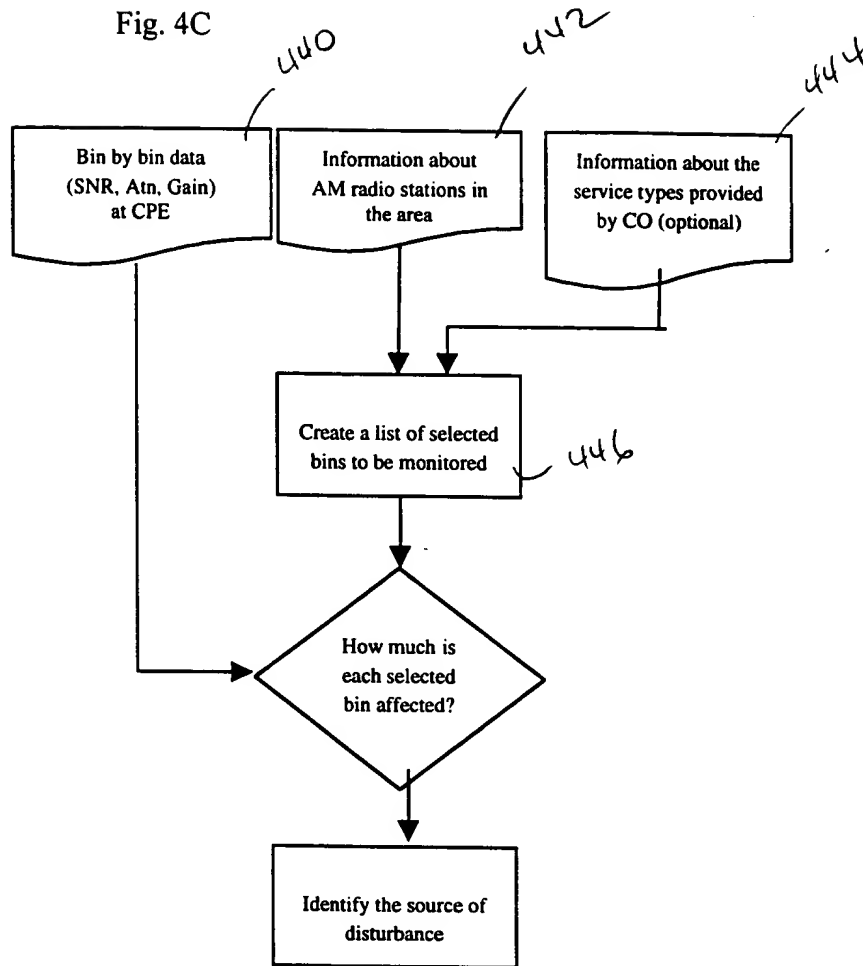 Fig. 4C
440
442
444
Bin by bin data
(SNR, Atn, Gain)
at CPE
Information about
AM radio stations in
the area
Information about the
service types provided
by CO (optional)
Create a list of selected
bins to be monitored
446
How much is
each selected
bin affected?
Identify the source of
disturbance